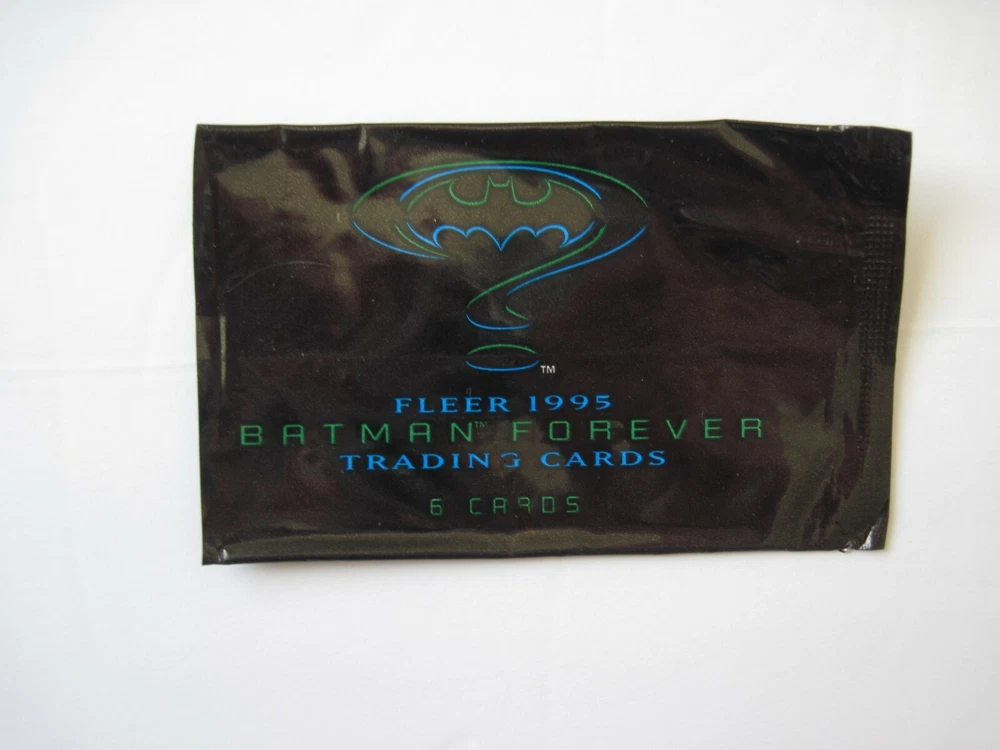 TM
FLEER 1995
BATMAN™ FOREVER
TRADING CARDS
6 CARDS